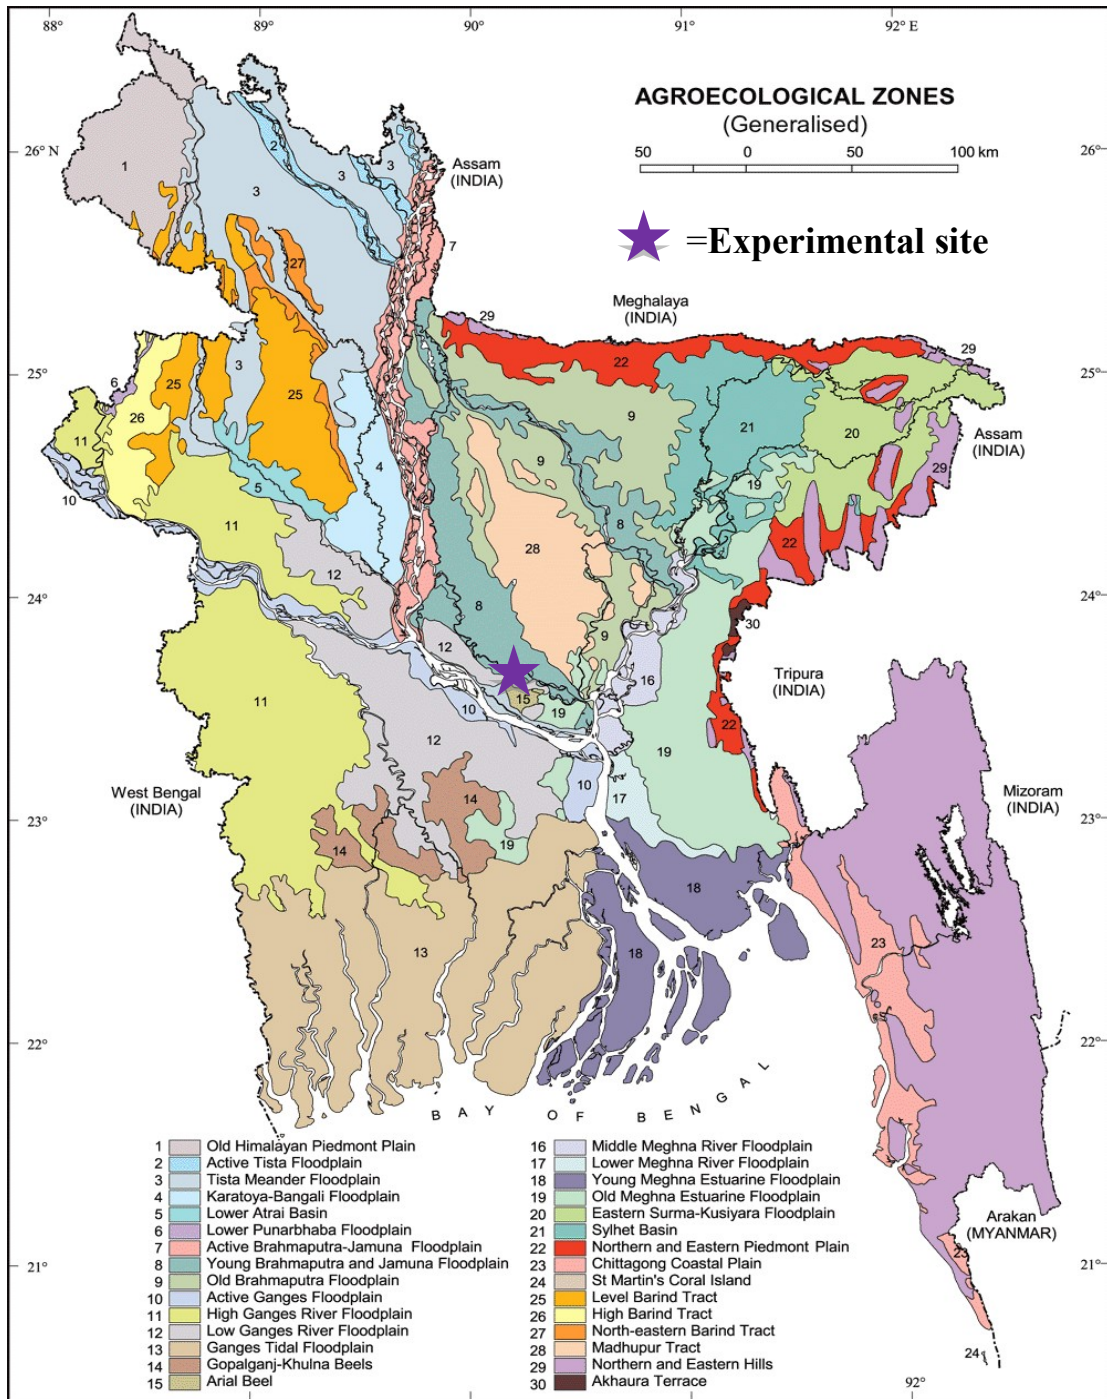 88°
89°
90°
91°
92° E
AGROECOLOGICAL ZONES
(Generalised)
50 0 50 100 km
=Experimental site
26° N
26°
Assam
(INDIA)
Meghalaya
(INDIA)
1
2
3
3
3
3
7
27
29
22
29
25°
25°
6
25
3
25
26
11
4
9
21
20
Assam
(INDIA)
29
10
5
9
19
11
8
28
22
12
24°
24°
8
30
9
12
16
Tripura
(INDIA)
11
15
10
19
22
12
19
West Bengal
(INDIA)
10
17
14
Mizoram
(INDIA)
23°
23°
14
19
18
13
18
23
22°
22°
BAY OF BENGAL
1 Old Himalayan Piedmont Plain
2 Active Tista Floodplain
3 Tista Meander Floodplain
4 Karatoya-Bangali Floodplain
5 Lower Atrai Basin
6 Lower Punarbhaba Floodplain
7 Active Brahmaputra-Jamuna Floodplain
8 Young Brahmaputra and Jamuna Floodplain
9 Old Brahmaputra Floodplain
10 Active Ganges Floodplain
11 High Ganges River Floodplain
12 Low Ganges River Floodplain
13 Ganges Tidal Floodplain
14 Gopalganj-Khulna Beels
15 Arial Beel
16 Middle Meghna River Floodplain
17 Lower Meghna River Floodplain
18 Young Meghna Estuarine Floodplain
19 Old Meghna Estuarine Floodplain
20 Eastern Surma-Kusiyara Floodplain
21 Sylhet Basin
22 Northern and Eastern Piedmont Plain
23 Chittagong Coastal Plain
24 St Martin's Coral Island
25 Level Barind Tract
26 High Barind Tract
27 North-eastern Barind Tract
28 Madhupur Tract
29 Northern and Eastern Hills
30 Akhaura Terrace
Arakan
(MYANMAR)
23
21°
21°
24
92°